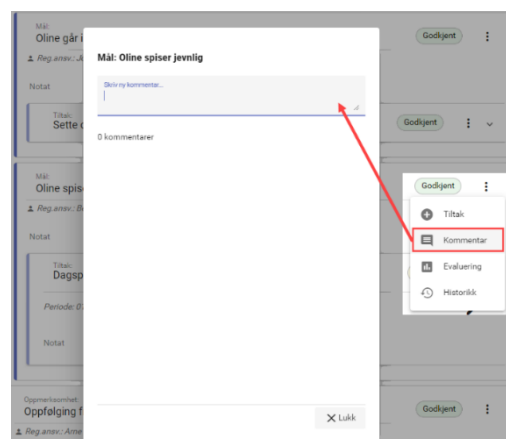 Mål:
Oline går i
Godkjent
Reg.ansv.:
Notat
Tiltak:
Sette
Godkjent
Mål: Oline spiser jevnlig
Skriv ny kommentar...
0 kommentarer
Mål:
Oline spis
Godkjent
Reg.ansv.:
Notat
Tiltak
Kommentar
Evaluering
Historikk
Tiltak:
Dagsp
Periode:
Notat
Lukk
Oppmerksomhet:
Oppfølging f
Godkjent
Reg.ansv.: Arne